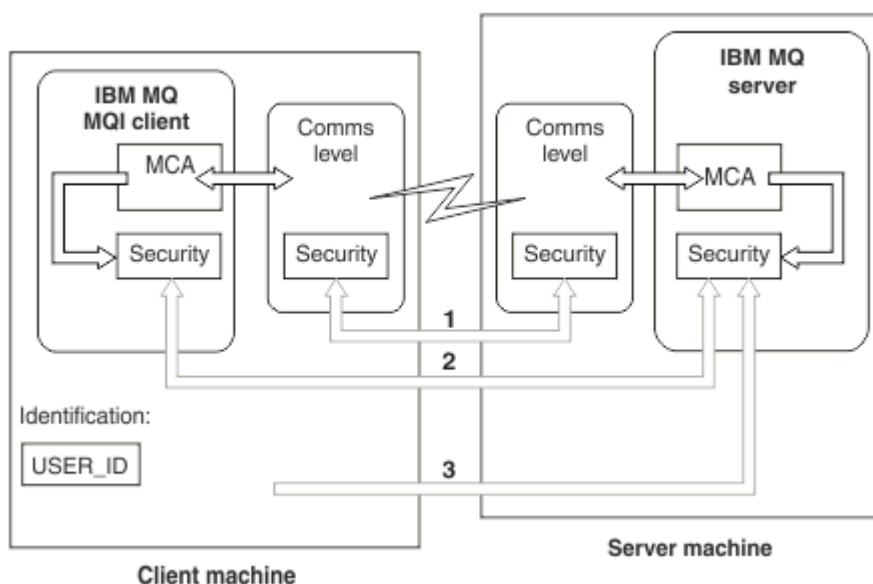 IBM MQ
MQI client
MCA
Security
Comms
level
Security
Comms
level
Security
IBM MQ
server
MCA
Security
1
2
3
Identification:
USER_ID
Client machine
Server machine